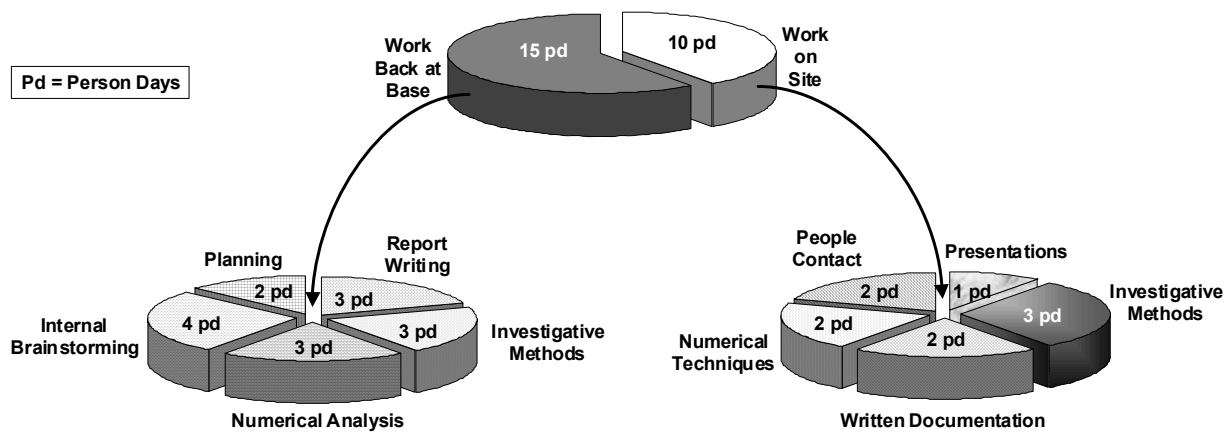 Work
Back at
Base
15 pd
10 pd
Work
on
Site
Pd = Person Days
Planning
Report
Writing
2 pd
3 pd
Internal
Brainstorming
4 pd
3 pd
3 pd
Investigative
Methods
Numerical Analysis
People
Contact
Presentations
2 pd
1 pd
Investigative
Methods
3 pd
2 pd
2 pd
Numerical
Techniques
Written Documentation